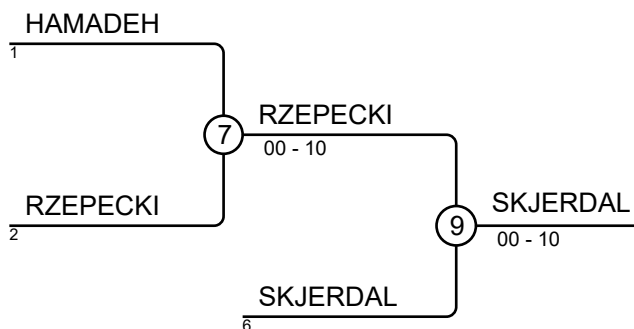 HAMADEH
1
7
RZEPECKI
00 - 10
RZEPECKI
2
9
SKJERDAL
00 - 10
SKJERDAL
6